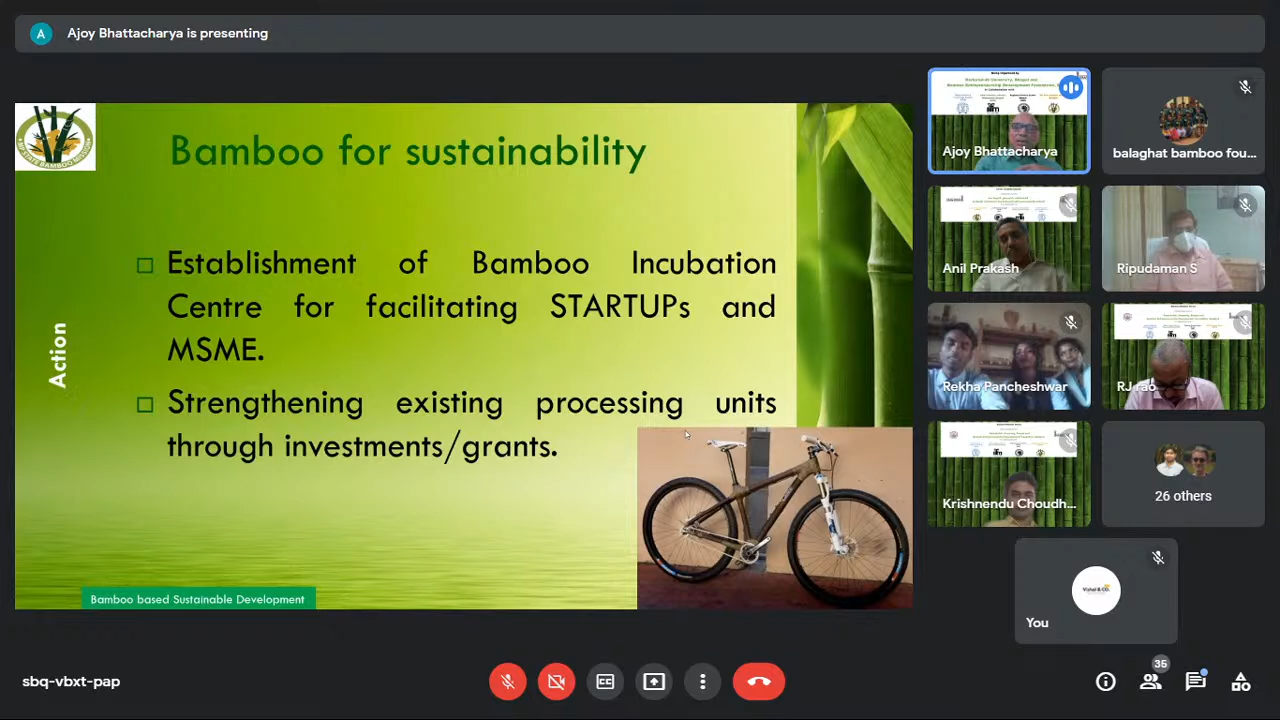 A
Ajoy Bhattacharya is presenting
Bamboo for sustainability
Action
Establishment of Bamboo Incubation
Centre for facilitating STARTUPs and
MSME.
Strengthening existing processing units
through investments/grants.
Bamboo based Sustainable Development
Ajoy Bhattacharya
balaghat bamboo fou...
Anil Prakash
Ripudaman S
Rekha Pancheshwar
RJ rao
Krishnendu Choudh...
26 others
You
sbq-vbxt-pap
CC
35